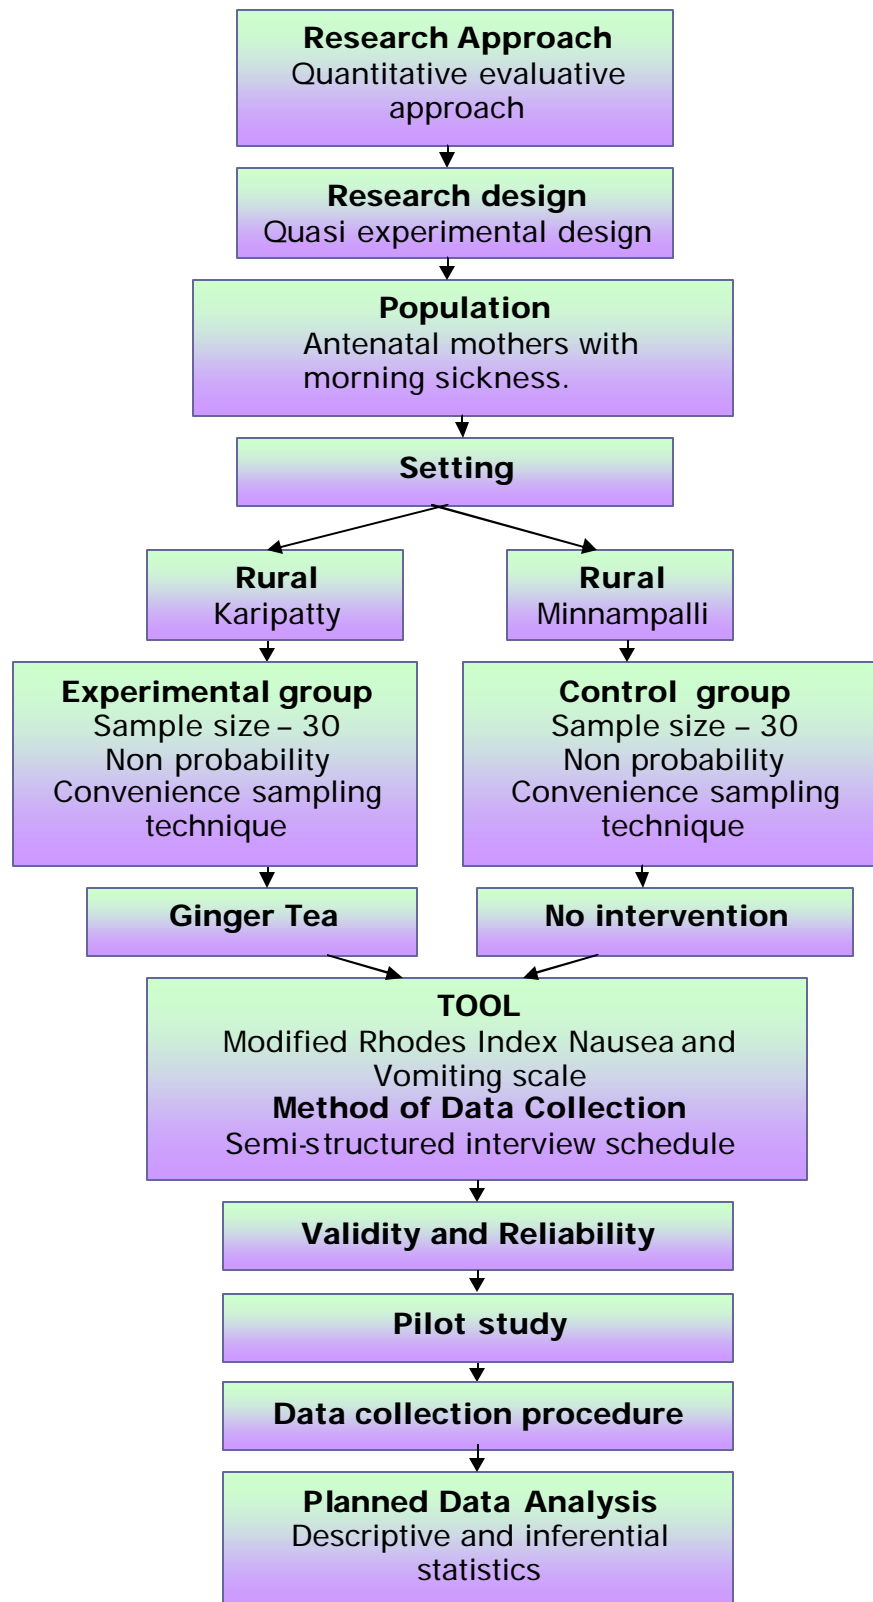 Research Approach
Quantitative evaluative
approach
Research design
Quasi experimental design
Population
Antenatal mothers with
morning sickness.
Setting
Rural
Karipatty
Rural
Minnampalli
Experimental group
Sample size – 30
Non probability
Convenience sampling
technique
Control group
Sample size – 30
Non probability
Convenience sampling
technique
Ginger Tea
No intervention
TOOL
Modified Rhodes Index Nausea and
Vomiting scale
Method of Data Collection
Semi-structured interview schedule
Validity and Reliability
Pilot study
Data collection procedure
Planned Data Analysis
Descriptive and inferential
statistics